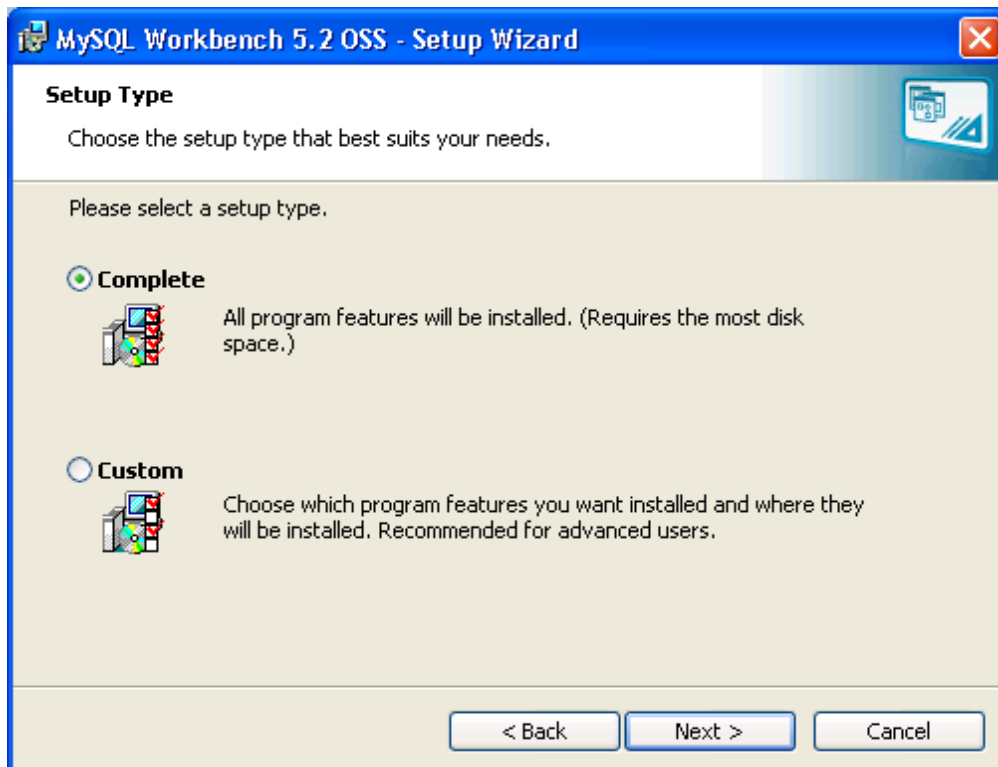 MySQL Workbench 5.2 OSS - Setup Wizard
Setup Type
Choose the setup type that best suits your needs.
Please select a setup type.
Complete
All program features will be installed. (Requires the most disk
space.)
Custom
Choose which program features you want installed and where they
will be installed. Recommended for advanced users.
< Back
Next >
Cancel